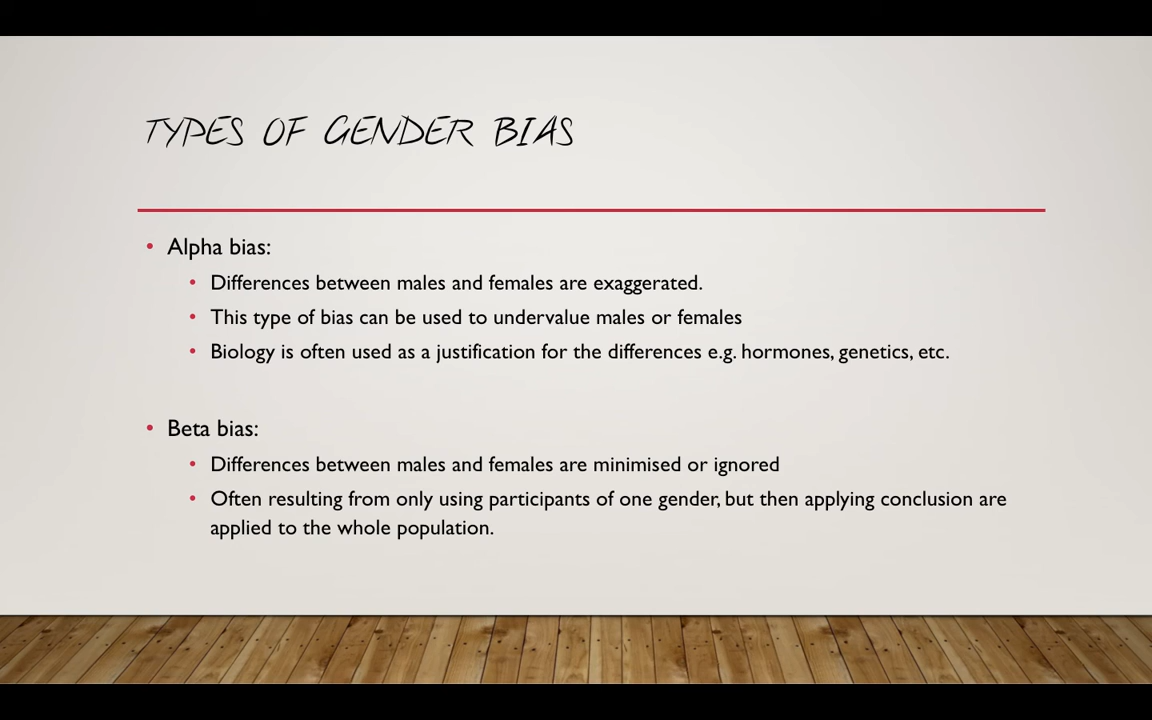 TYPES OF GENDER BIAS
• Alpha bias:
• Differences between males and females are exaggerated.
• This type of bias can be used to undervalue males or females
• Biology is often used as a justification for the differences e.g. hormones, genetics, etc.
• Beta bias:
• Differences between males and females are minimised or ignored
• Often resulting from only using participants of one gender, but then applying conclusion are
applied to the whole population.